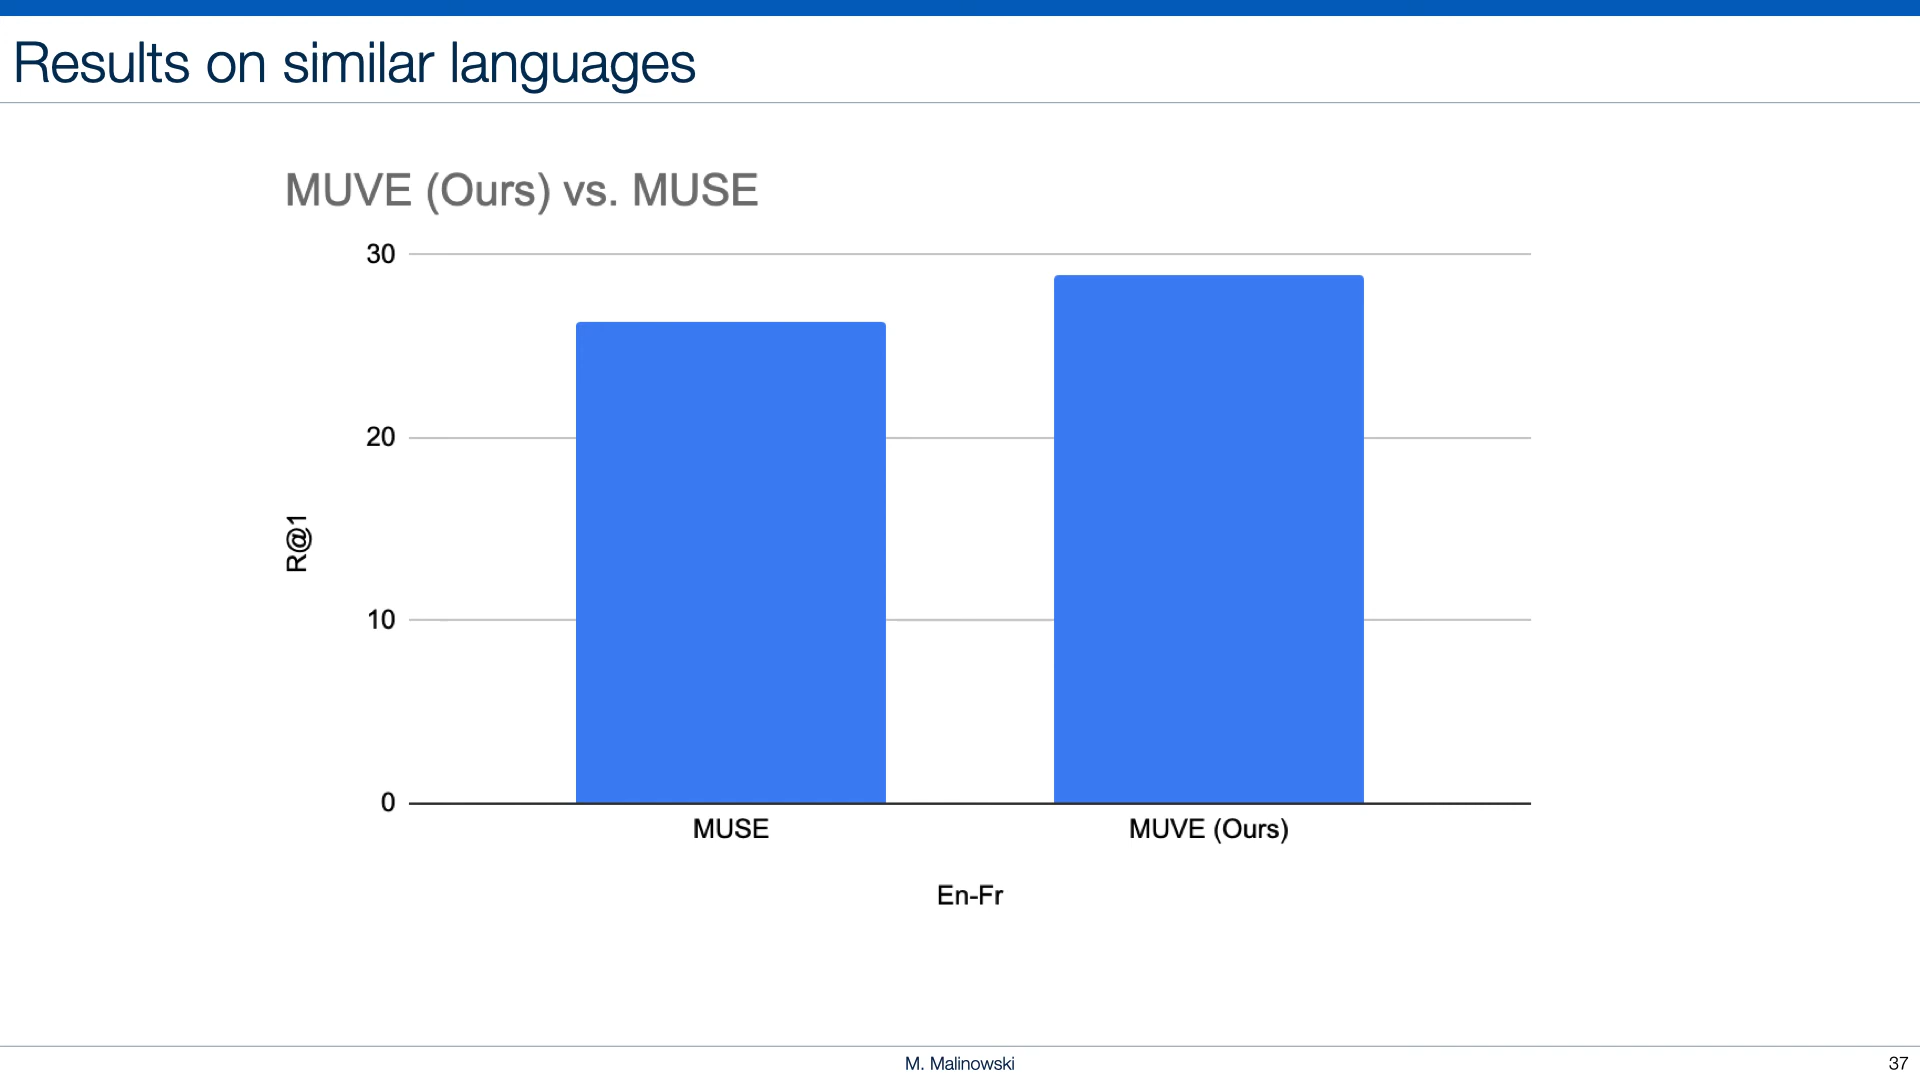 Results on similar languages
MUVE (Ours) vs. MUSE
30
20
10
0
R@1
MUSE
MUVE (Ours)
En-Fr
M. Malinowski
37